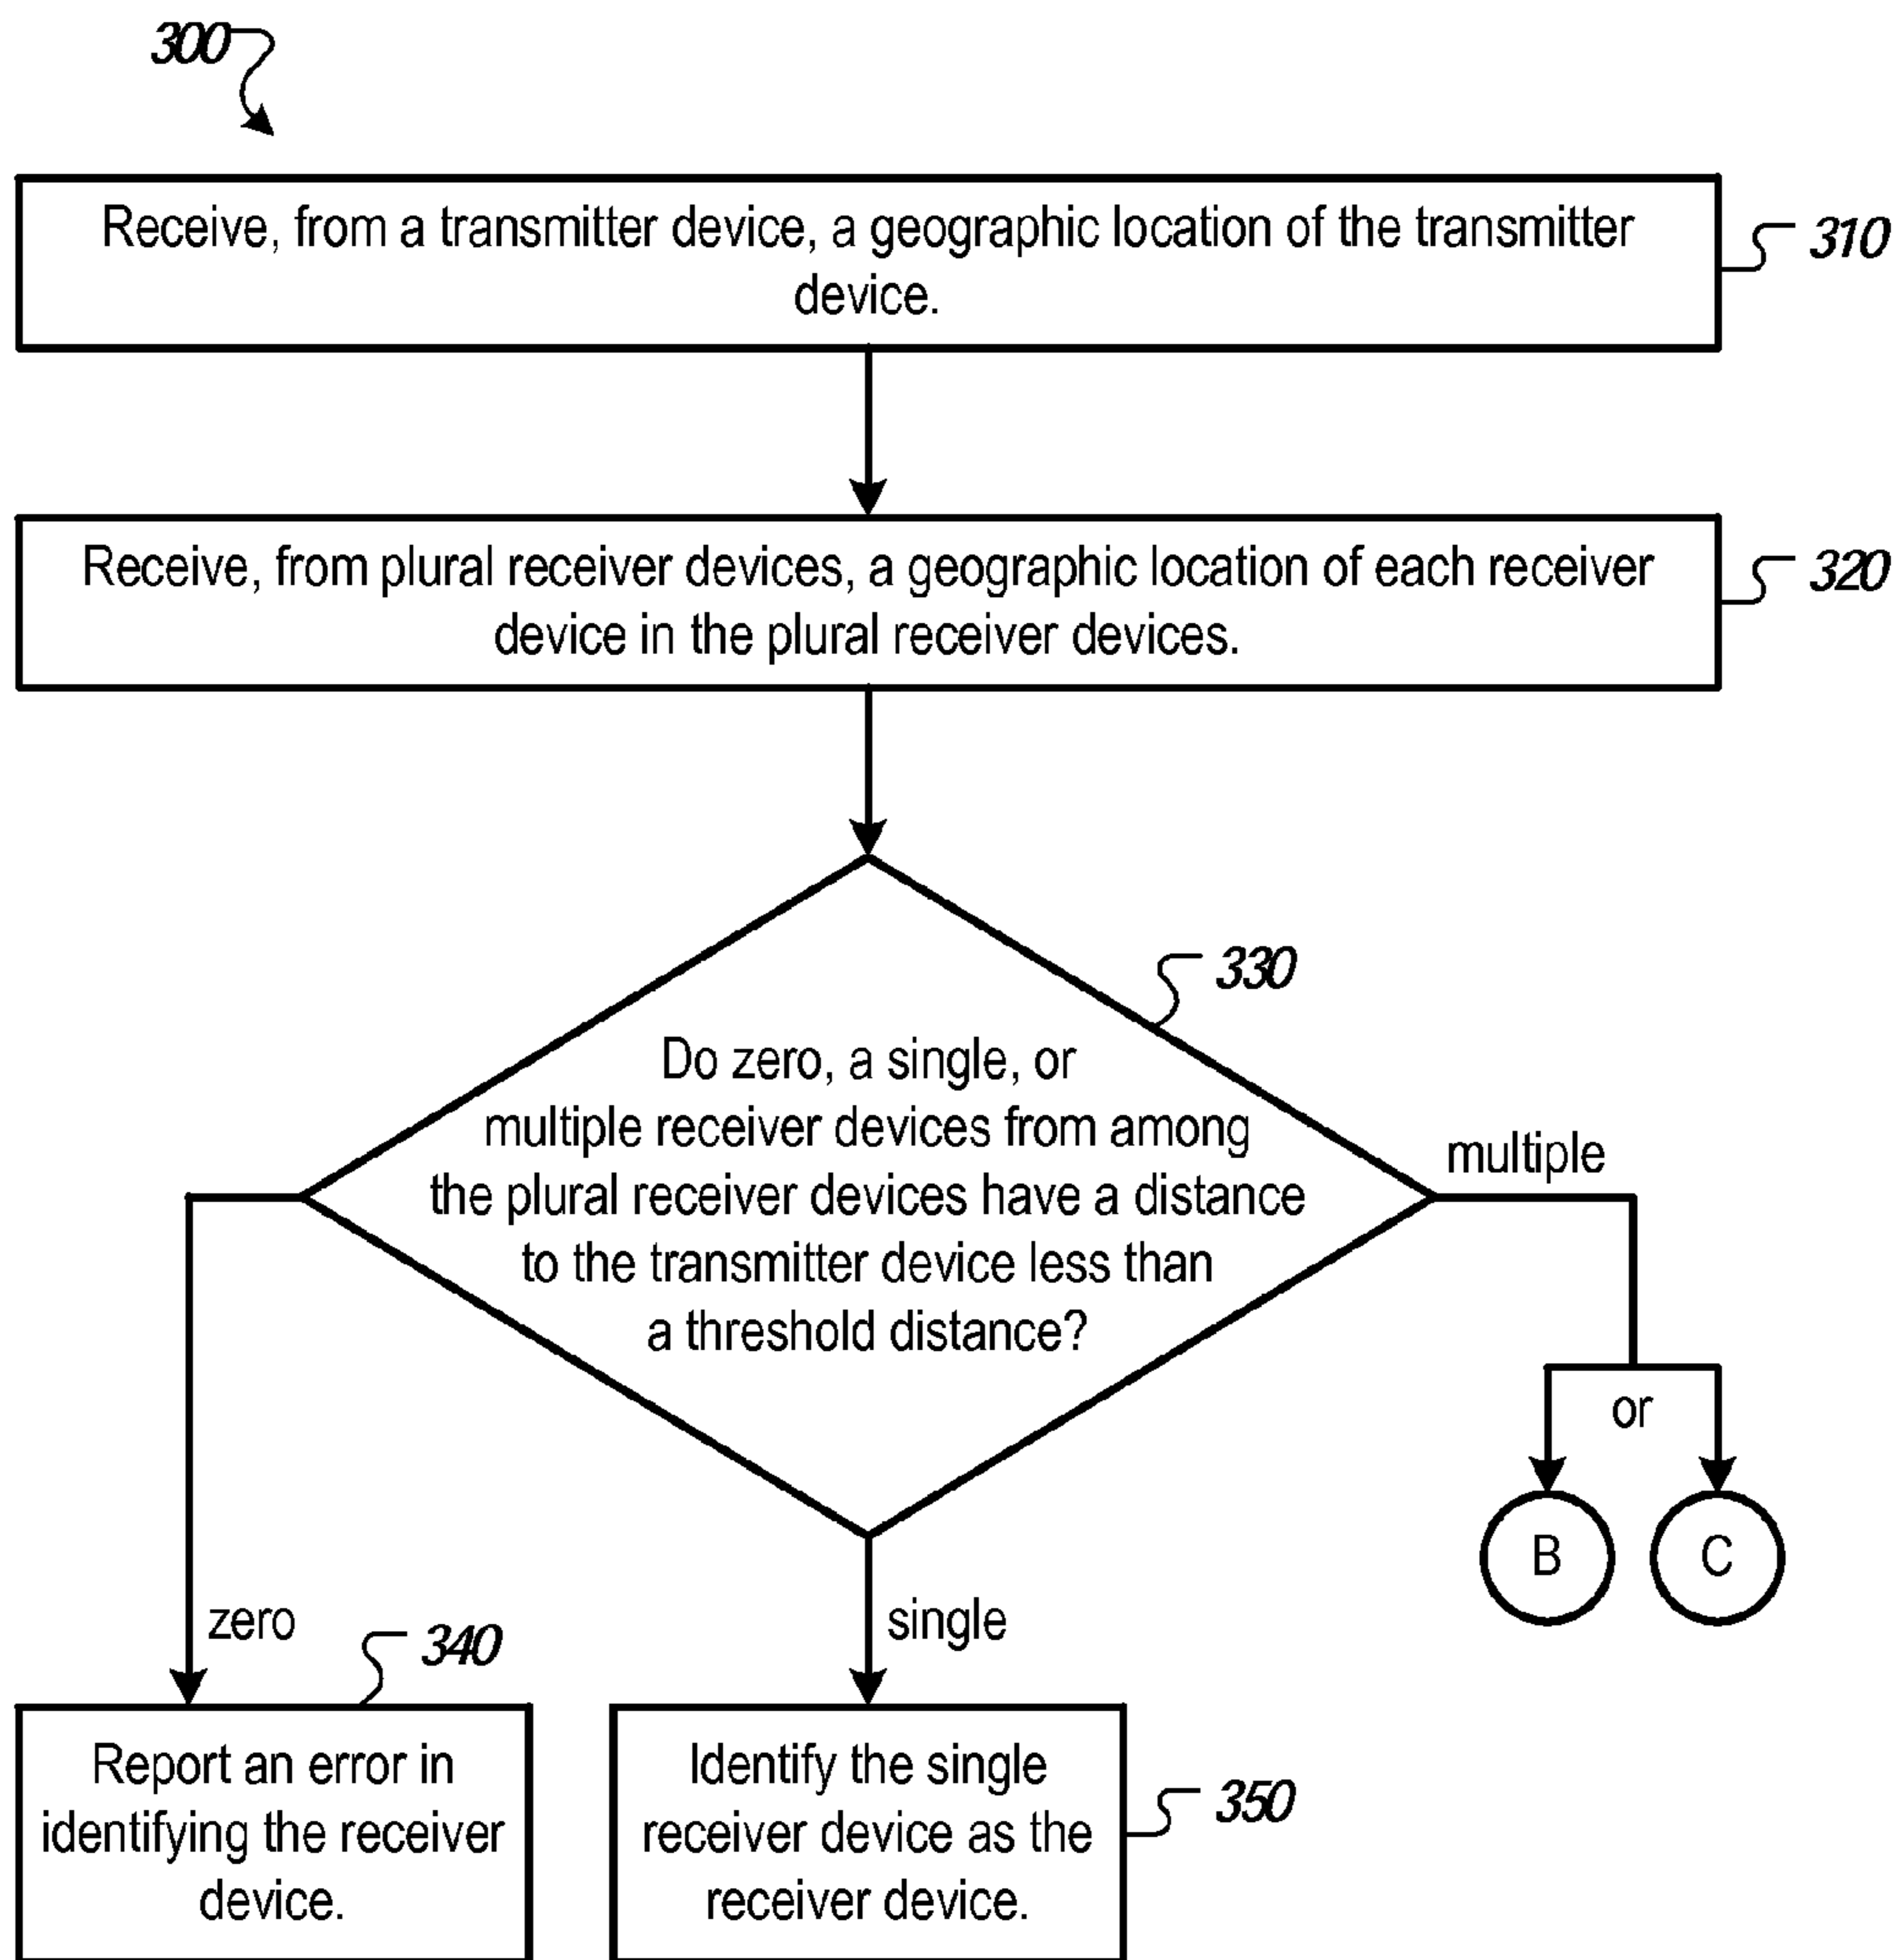 300
Receive, from a transmitter device, a geographic location of the transmitter
device.
310
Receive, from plural receiver devices, a geographic location of each receiver
device in the plural receiver devices.
320
330
Do zero, a single, or
multiple receiver devices from among
the plural receiver devices have a distance
to the transmitter device less than
a threshold distance?
multiple
or
B
C
zero
single
340
Report an error in
identifying the receiver
device.
Identify the single
receiver device as the
receiver device.
350